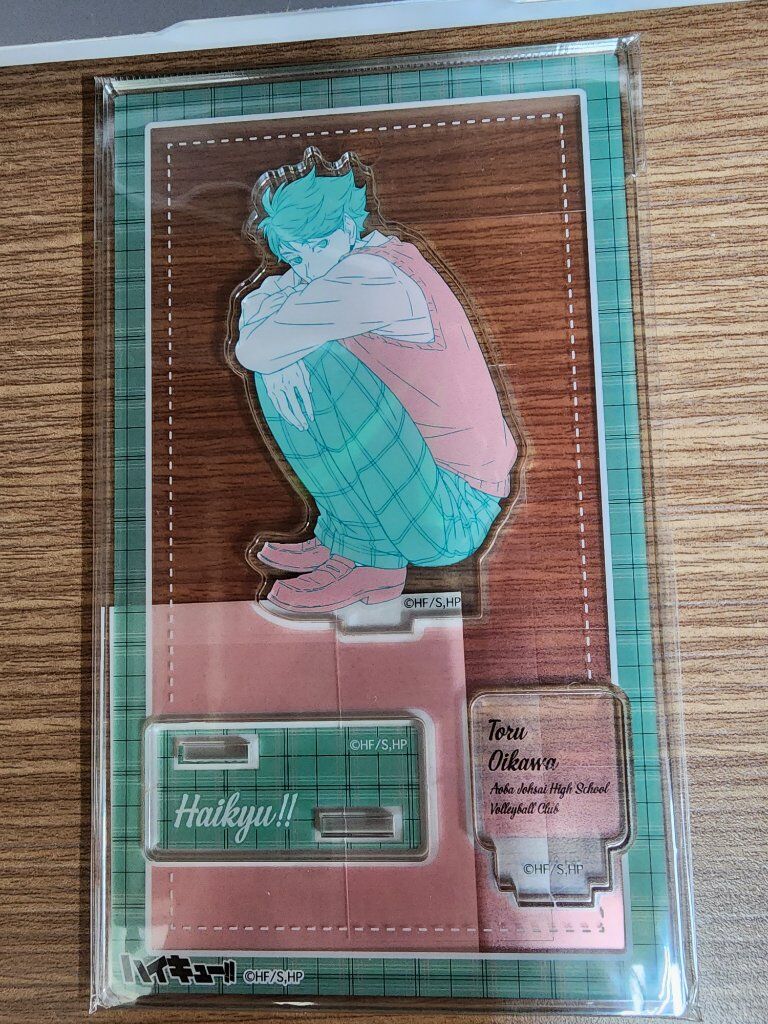 ©HF/S,HP
©HF/S,HP
Haikyu!!
Toru
Oikawa
Aoba Johsai High School
Volleyball Club
©HF/S,HP
ハイキュー!! ©HF/S,HP